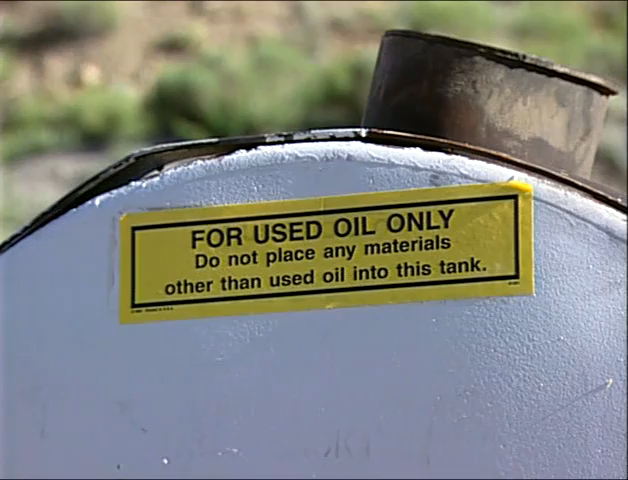 FOR USED OIL ONLY
Do not place any materials
other than used oil into this tank.